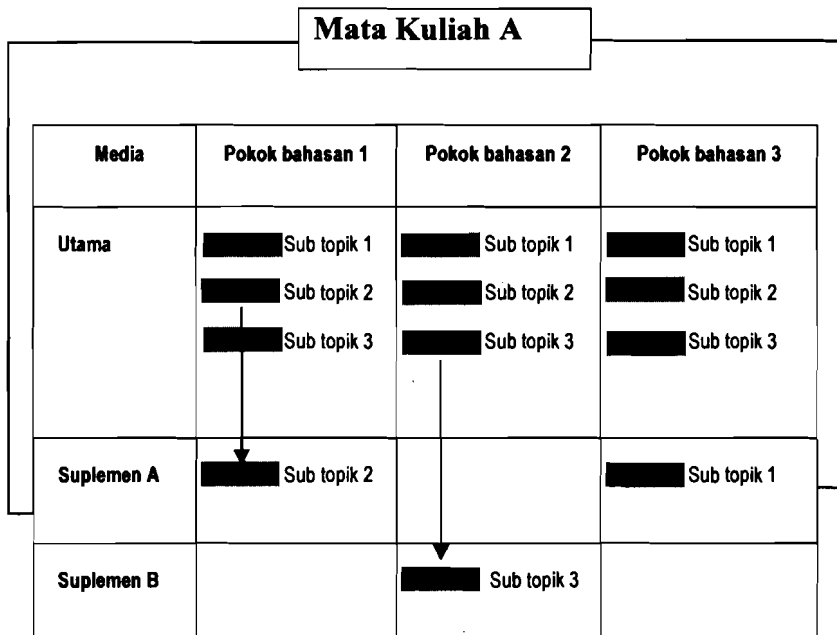 Mata Kuliah A
Media Pokok bahasan 1 Pokok bahasan 2 Pokok bahasan 3
Utama Sub topik 1 Sub topik 1 Sub topik 1
Sub topik 2 Sub topik 2 Sub topik 2
Sub topik 3 Sub topik 3 Sub topik 3
Suplemen A Sub topik 2 Sub topik 1
Suplemen B Sub topik 3